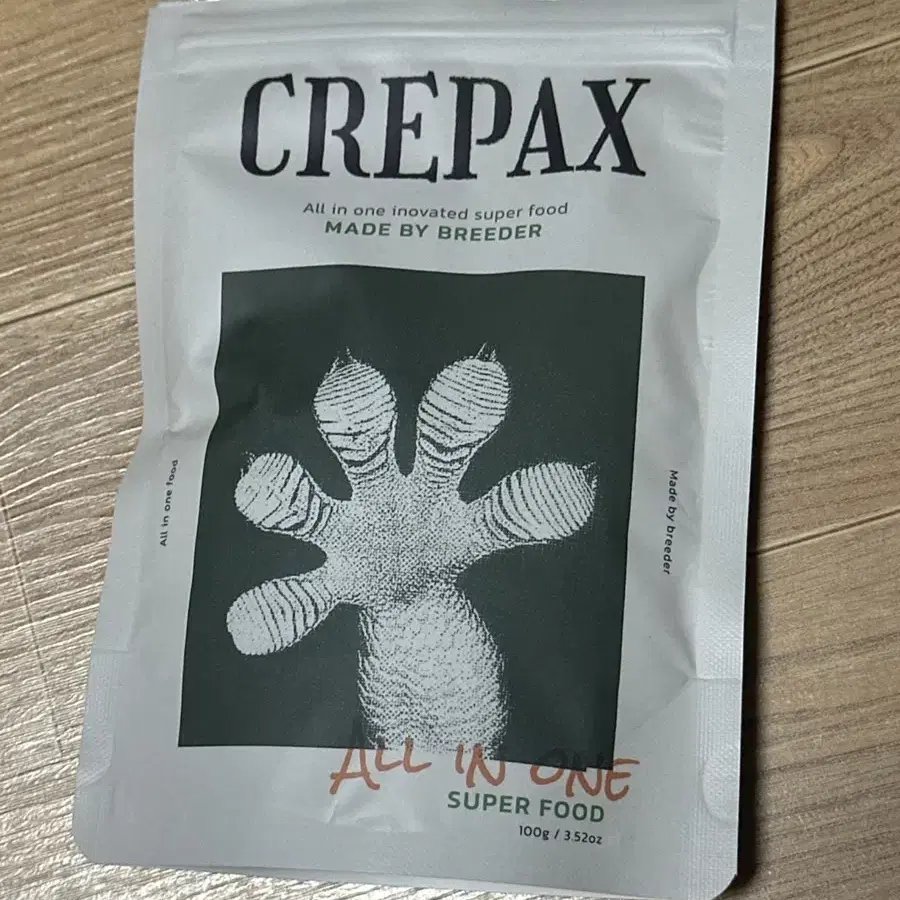 CREPAX
All in one inovated super food
MADE BY BREEDER
All in one food
Made by breeder
ALL IN ONE
SUPER FOOD
100g / 3.52oz